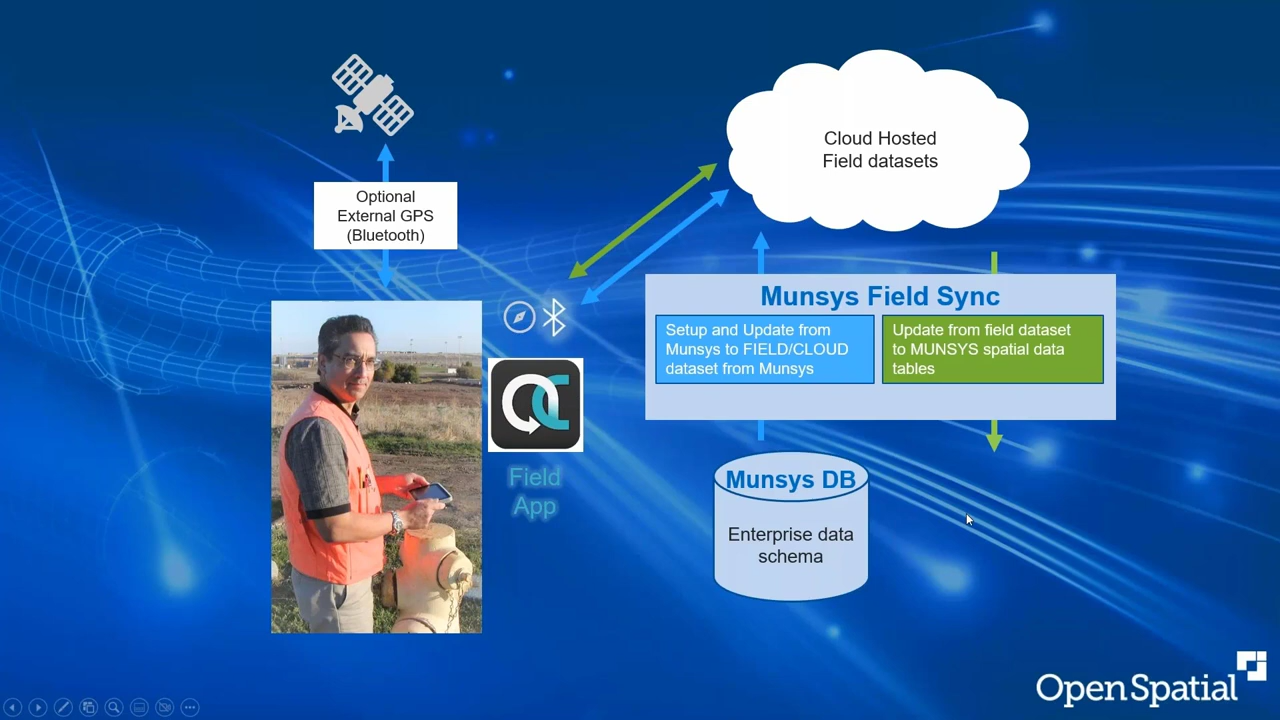 Optional
External GPS
(Bluetooth)
Cloud Hosted
Field datasets
Munsys Field Sync
Setup and Update from
Munsys to FIELD/CLOUD
dataset from Munsys
Update from field dataset
to MUNSYS spatial data
tables
Field
App
Munsys DB
Enterprise data
schema
Open Spatial